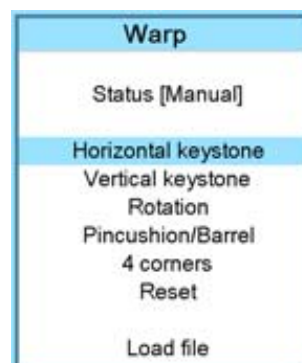 Warp
Status [Manual]
Horizontal keystone
Vertical keystone
Rotation
Pincushion/Barrel
4 corners
Reset
Load file